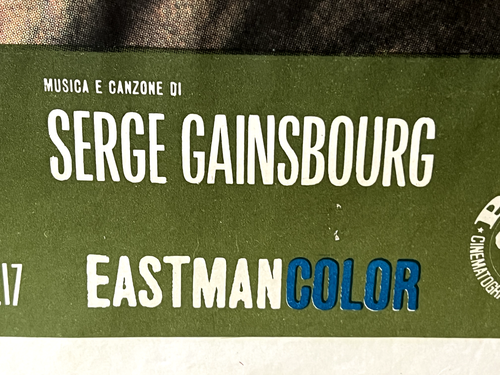 MUSICA E CANZONE DI
SERGE GAINSBOURG
EASTMANCOLOR